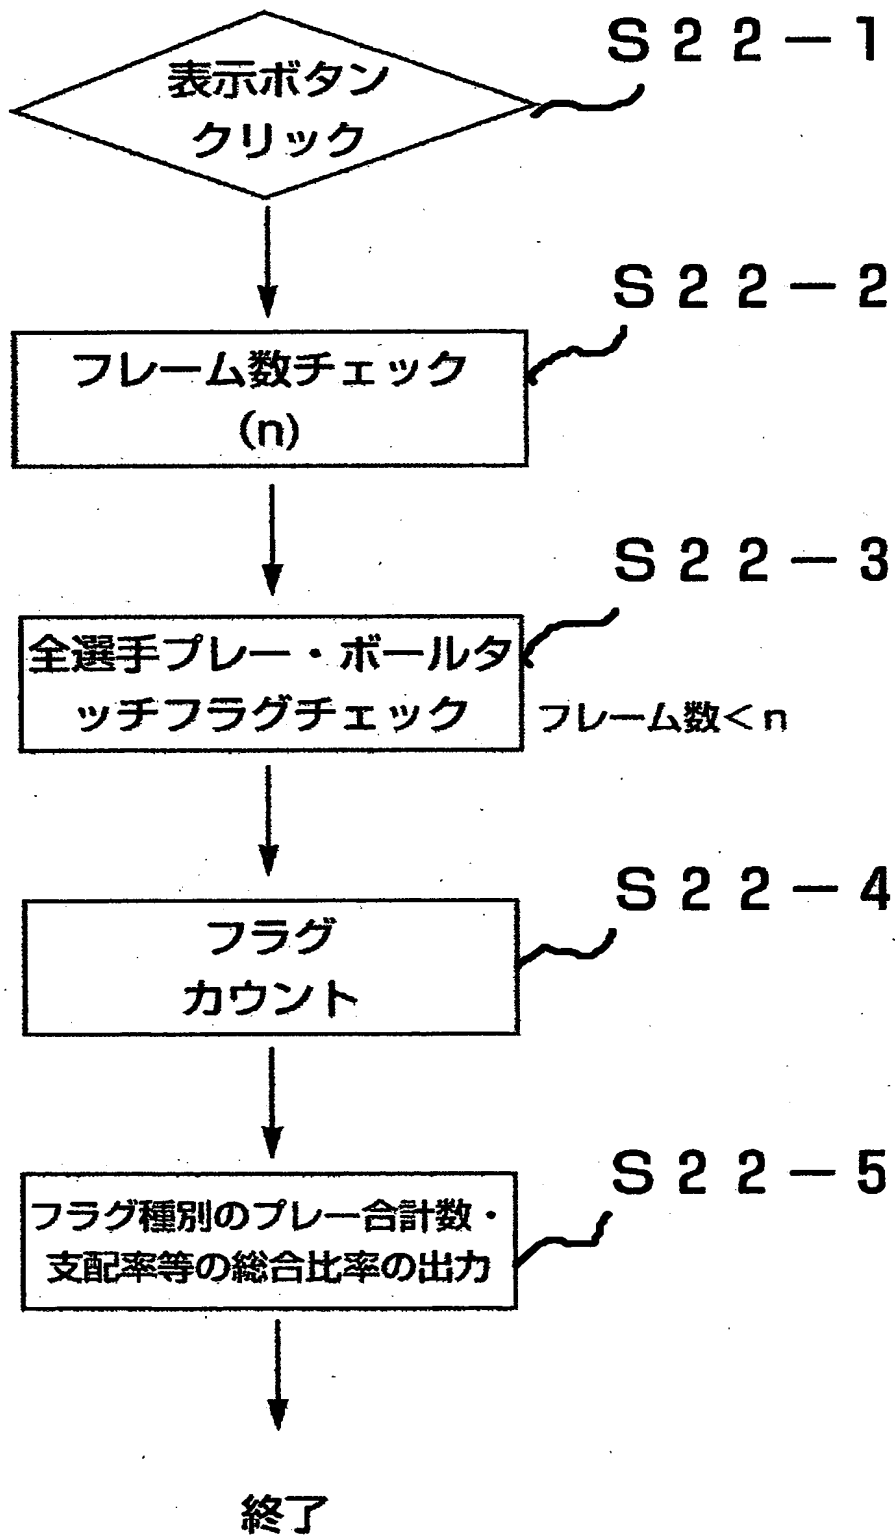 S22-1
表示ボタン
クリック
S22-2
フレーム数チェック
(n)
S22-3
全選手プレー・ボールタ
ッチフラグチェック
フレーム数<n
S22-4
フラグ
カウント
S22-5
フラグ種別のプレー合計数・
支配率等の総合比率の出力
終了